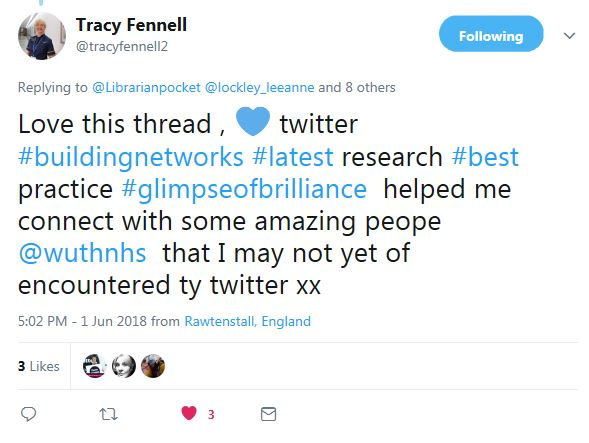 Tracy Fennell
@tracyfennell2
Following
Replying to @Librarianpocket @lockley_leeanne and 8 others
Love this thread , 💙 twitter
#buildingnetworks #latest research #best
practice #glimpseofbrilliance helped me
connect with some amazing peope
@wuthnhs that I may not yet of
encountered ty twitter xx
5:02 PM - 1 Jun 2018 from Rawtenstall, England
3 Likes
3